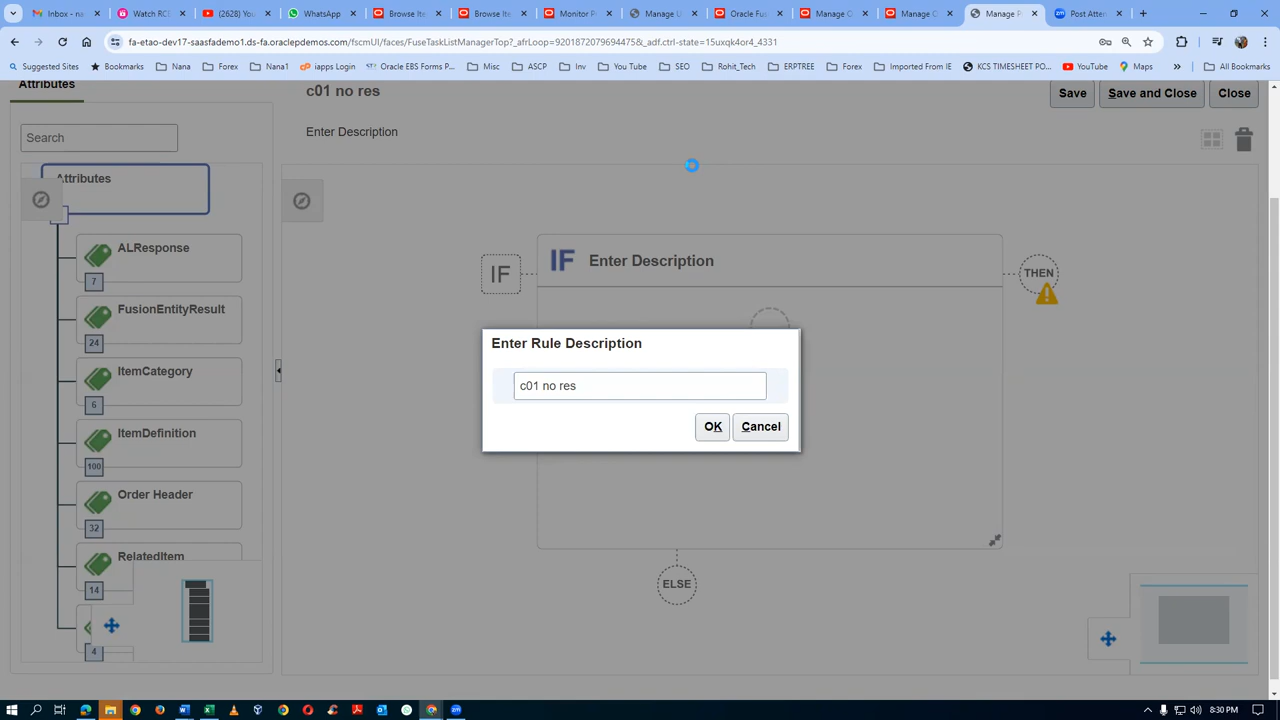 Inbox - na
Watch RCE
(2628) You
WhatsApp
Browse Ite
Browse Ite
Monitor P
Manage U
Oracle Fu
Manage O
Manage O
Manage P
Post Atten
fa-etao-dev17-saasfademo1.ds-fa.oraclepdemos.com/fscmUI/faces/FuseTaskListManagerTop?_afrLoop=9201872079694475&_adf.ctrl-state=15uxqk4or4_4331
Suggested Sites
Bookmarks
Nana
Forex
Nana1
iapps Login
Oracle EBS Forms P...
Misc
ASCP
Inv
You Tube
SEO
ERPTREE
Rohit_Tech
Forex
Imported From IE
KCS TIMESHEET PO...
YouTube
Maps
»
All Bookmarks
Attributes
c01 no res
Save
Save and Close
Close
Search
Enter Description
Attributes
ALResponse
7
FusionEntityResult
24
ItemCategory
6
ItemDefinition
100
Order Header
32
RelatedItem
14
4
IF
IF
Enter Description
THEN
Enter Rule Description
c01 no res
OK
Cancel
ELSE
8:30 PM